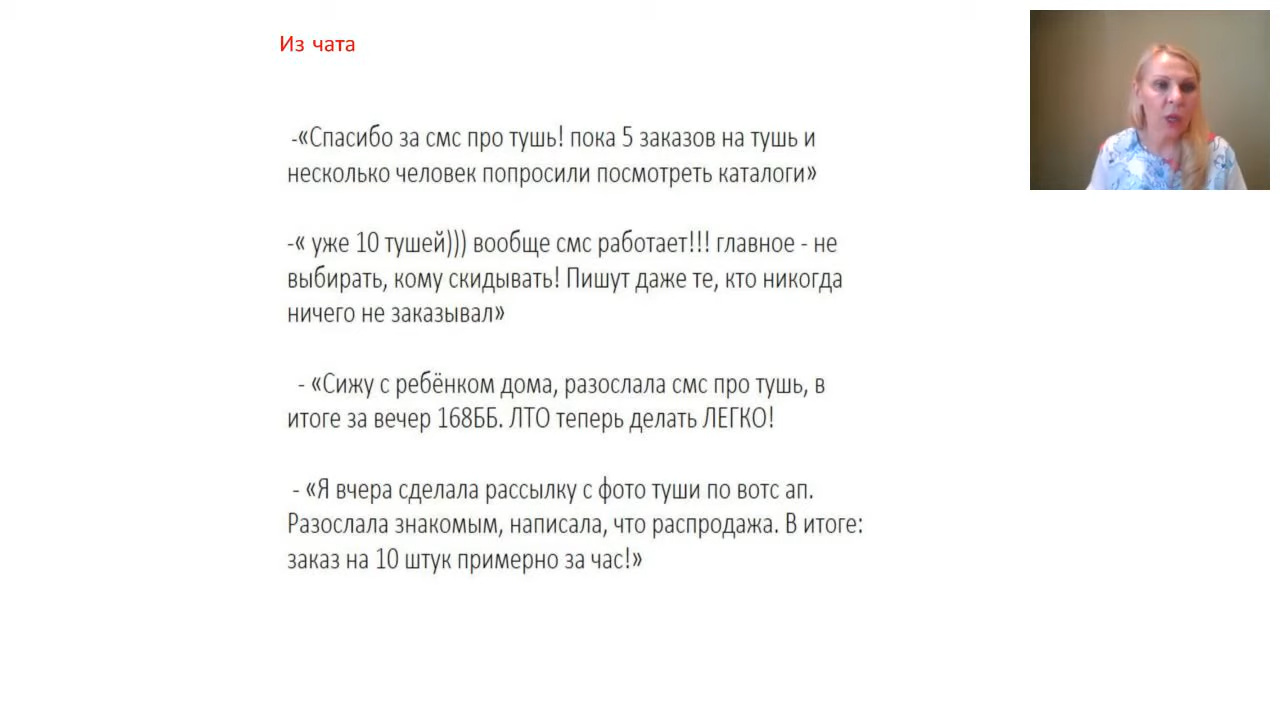 Из чата
-«Спасибо за смс про тушь! пока 5 заказов на тушь и
несколько человек попросили посмотреть каталоги»
-« уже 10 тушей))) вообще смс работает!!! главное - не
выбирать, кому скидывать! Пишут даже те, кто никогда
ничего не заказывал»
- «Сижу с ребёнком дома, разослала смс про тушь, в
итоге за вечер 168ББ. ЛТО теперь делать ЛЕГКО!
- «Я вчера сделала рассылку с фото туши по вотс ап.
Разослала знакомым, написала, что распродажа. В итоге:
заказ на 10 штук примерно за час!»